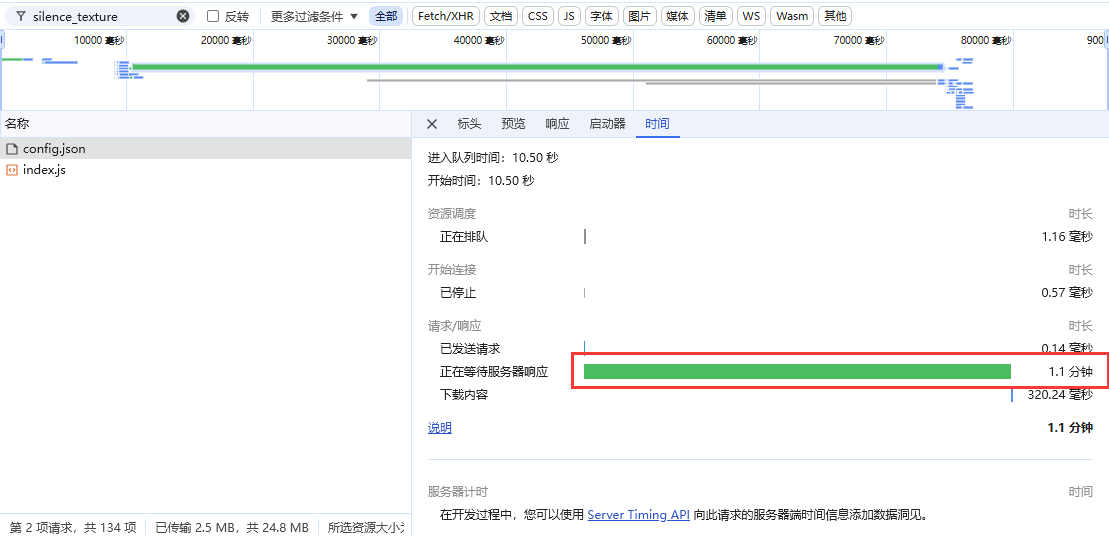 silence_texture 反转 更多过滤条件 全部 Fetch/XHR 文档 CSS JS 字体 图片 媒体 清单 WS Wasm 其他
10000 毫秒 20000 毫秒 30000 毫秒 40000 毫秒 50000 毫秒 60000 毫秒 70000 毫秒 80000 毫秒 900
名称
config.json
index.js
标头 预览 响应 启动器 时间
进入队列时间：10.50 秒
开始时间：10.50 秒
资源调度 时长
正在排队 1.16 毫秒
开始连接 时长
已停止 0.57 毫秒
请求/响应 时长
已发送请求 0.14 毫秒
正在等待服务器响应 1.1 分钟
下载内容 320.24 毫秒
说明 1.1 分钟
服务器计时 时间
在开发过程中，您可以使用 Server Timing API 向此请求的服务器端时间信息添加数据洞见。
第 2 项请求，共 134 项 已传输 2.5 MB，共 24.8 MB 所选资源大小